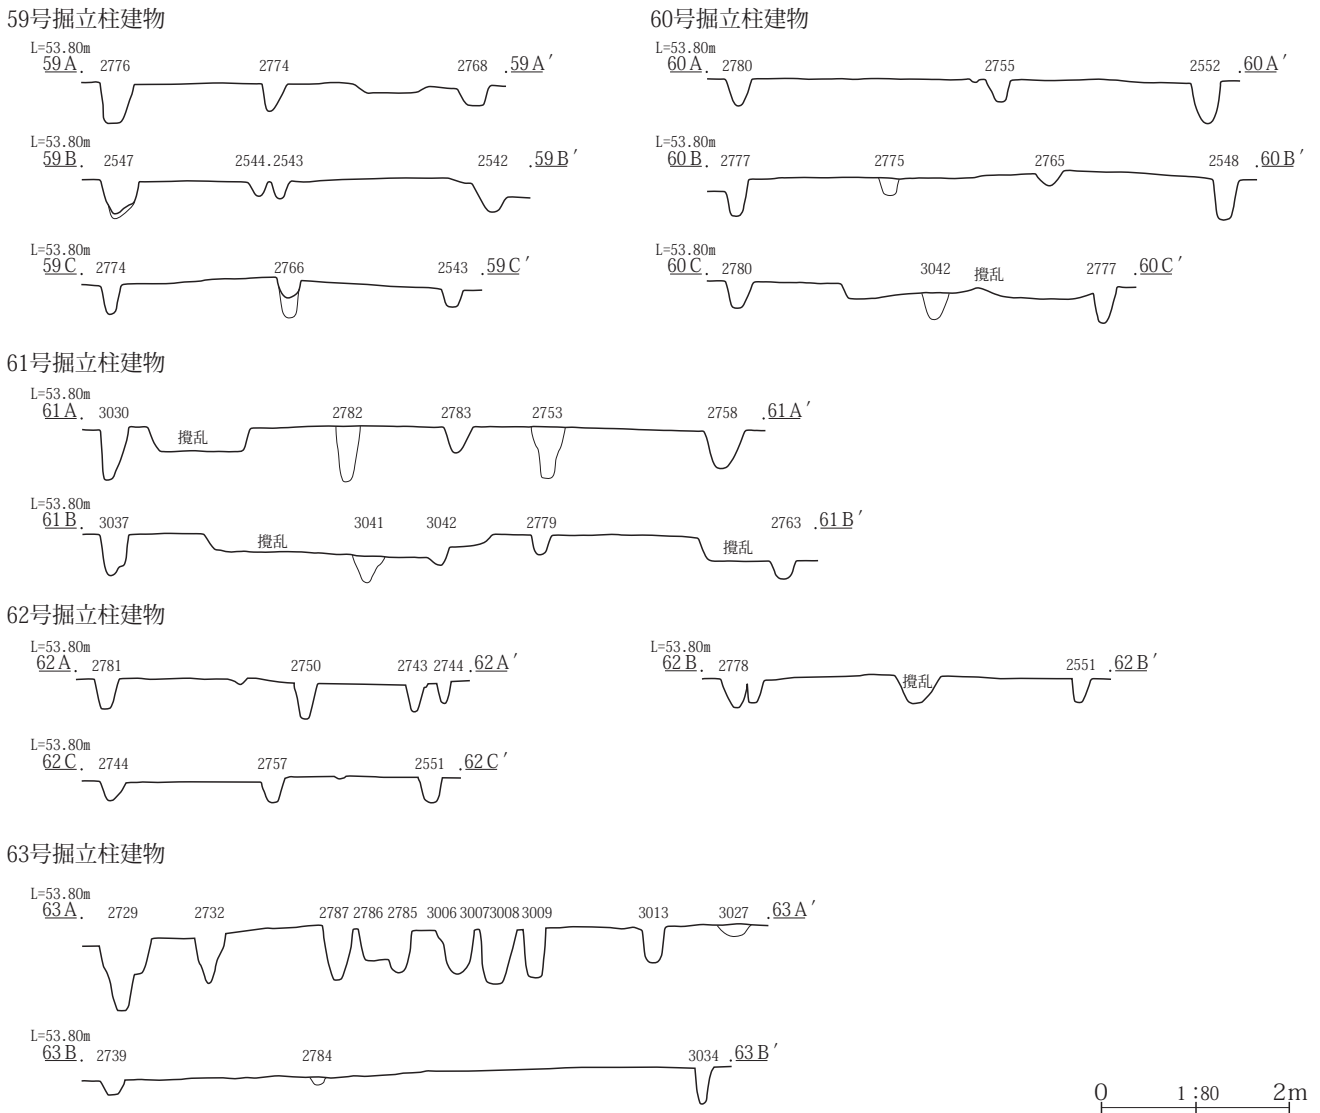 59号掘立柱建物
L=53.80m
59A. 2776 2774 2768 .59A′
L=53.80m
59B. 2547 2544.2543 2542 .59B′
L=53.80m
59C. 2774 2766 2543 .59C′
60号掘立柱建物
L=53.80m
60A. 2780 2755 2552 .60A′
L=53.80m
60B. 2777 2775 2765 2548 .60B′
L=53.80m
60C. 2780 3042 攪乱 2777 .60C′
61号掘立柱建物
L=53.80m
61A. 3030 2782 2783 2753 2758 .61A′
攪乱
L=53.80m
61B. 3037 3041 3042 2779 2763 .61B′
攪乱 攪乱
62号掘立柱建物
L=53.80m
62A. 2781 2750 2743 2744 .62A′
L=53.80m
62B. 2778 2551 .62B′
攪乱
L=53.80m
62C. 2744 2757 2551 .62C′
63号掘立柱建物
L=53.80m
63A. 2729 2732 2787 2786 2785 3006 3007 3008 3009 3013 3027 .63A′
L=53.80m
63B. 2739 2784 3034 .63B′
0 1:80 2m